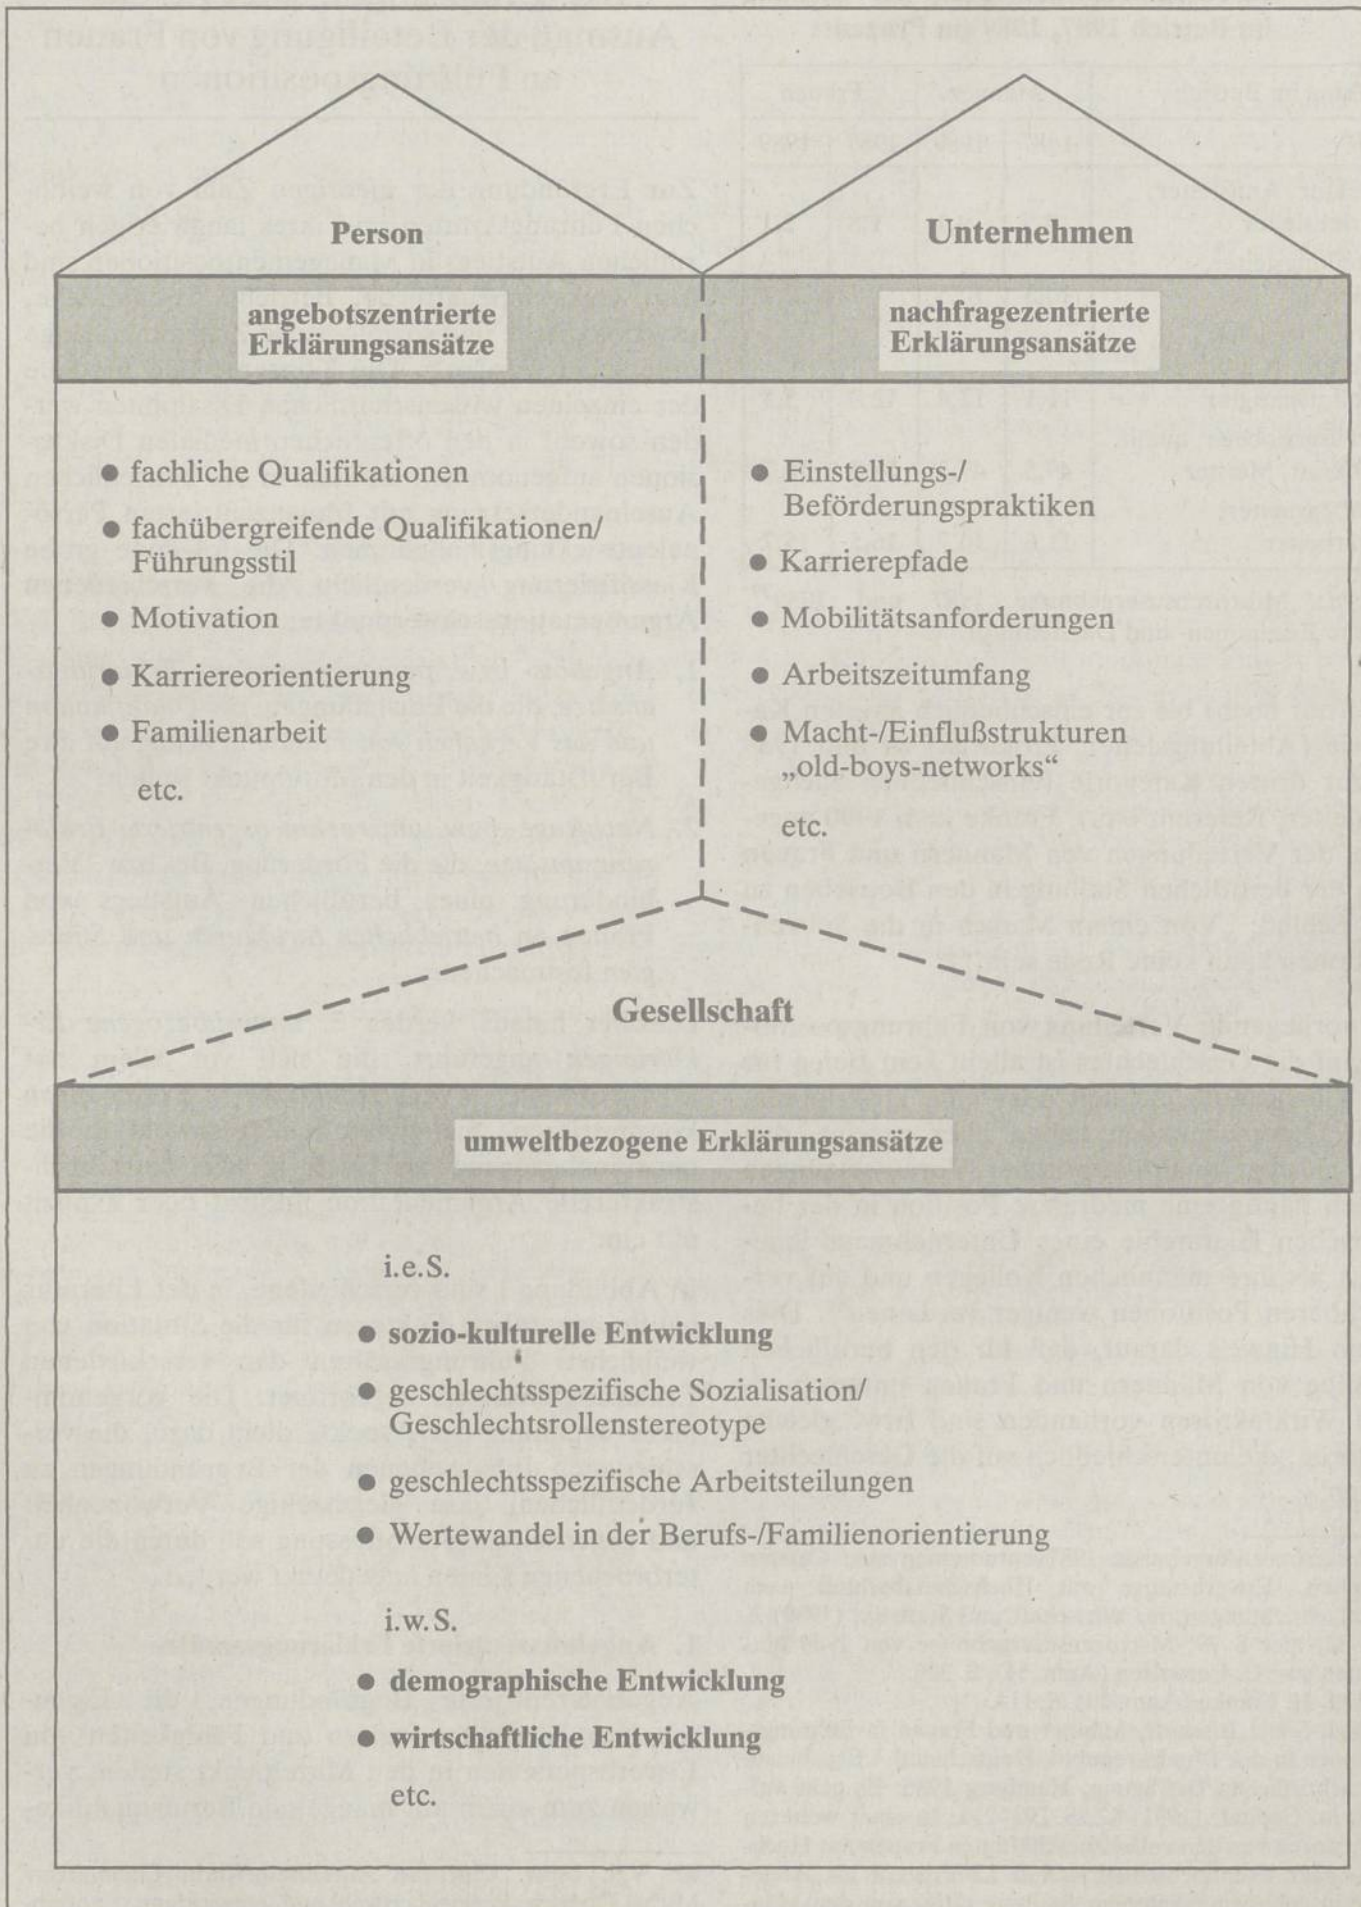 Person
angebotszentrierte
Erklärungsansätze
● fachliche Qualifikationen
● fachübergreifende Qualifikationen/
Führungsstil
● Motivation
● Karriereorientierung
● Familienarbeit
etc.
Unternehmen
nachfragezentrierte
Erklärungsansätze
● Einstellungs-/
Beförderungspraktiken
● Karrierepfade
● Mobilitätsanforderungen
● Arbeitszeitumfang
● Macht-/Einflußstrukturen
„old-boys-networks“
etc.
Gesellschaft
umweltbezogene Erklärungsansätze
i.e.S.
● sozio-kulturelle Entwicklung
● geschlechtsspezifische Sozialisation/
Geschlechtsrollenstereotype
● geschlechtsspezifische Arbeitsteilungen
● Wertewandel in der Berufs-/Familienorientierung
i.w.S.
● demographische Entwicklung
● wirtschaftliche Entwicklung
etc.